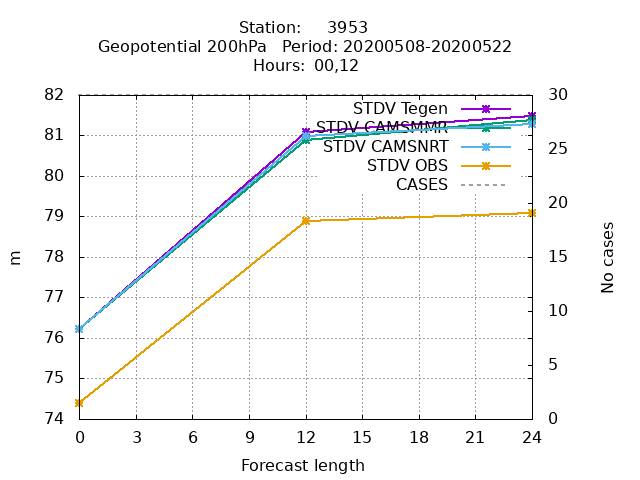 Station: 3953
Geopotential 200hPa Period: 20200508-20200522
Hours: 00,12
82
81
80
79
78
77
76
75
74
m
30
25
20
15
10
5
0
No cases
STDV Tegen
STDV CAMSMMR
STDV CAMSNRT
STDV OBS
CASES
0 3 6 9 12 15 18 21 24
Forecast length